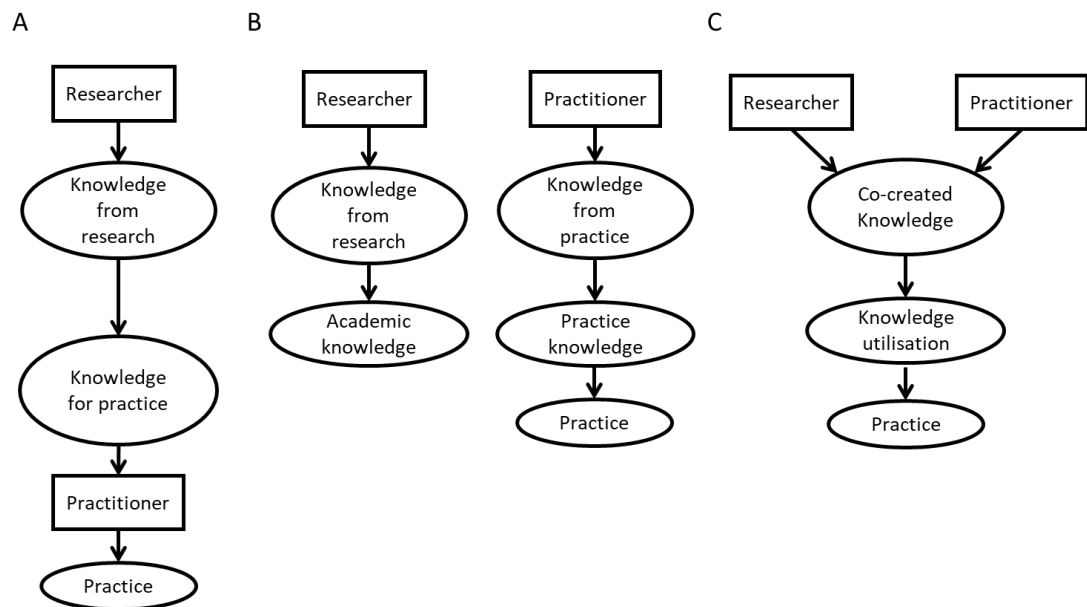 A
Researcher
Knowledge
from
research
Knowledge
for practice
Practitioner
Practice
B
Researcher
Knowledge
from
research
Academic
knowledge
Practitioner
Knowledge
from
practice
Practice
knowledge
Practice
C
Researcher
Practitioner
Co-created
Knowledge
Knowledge
utilisation
Practice